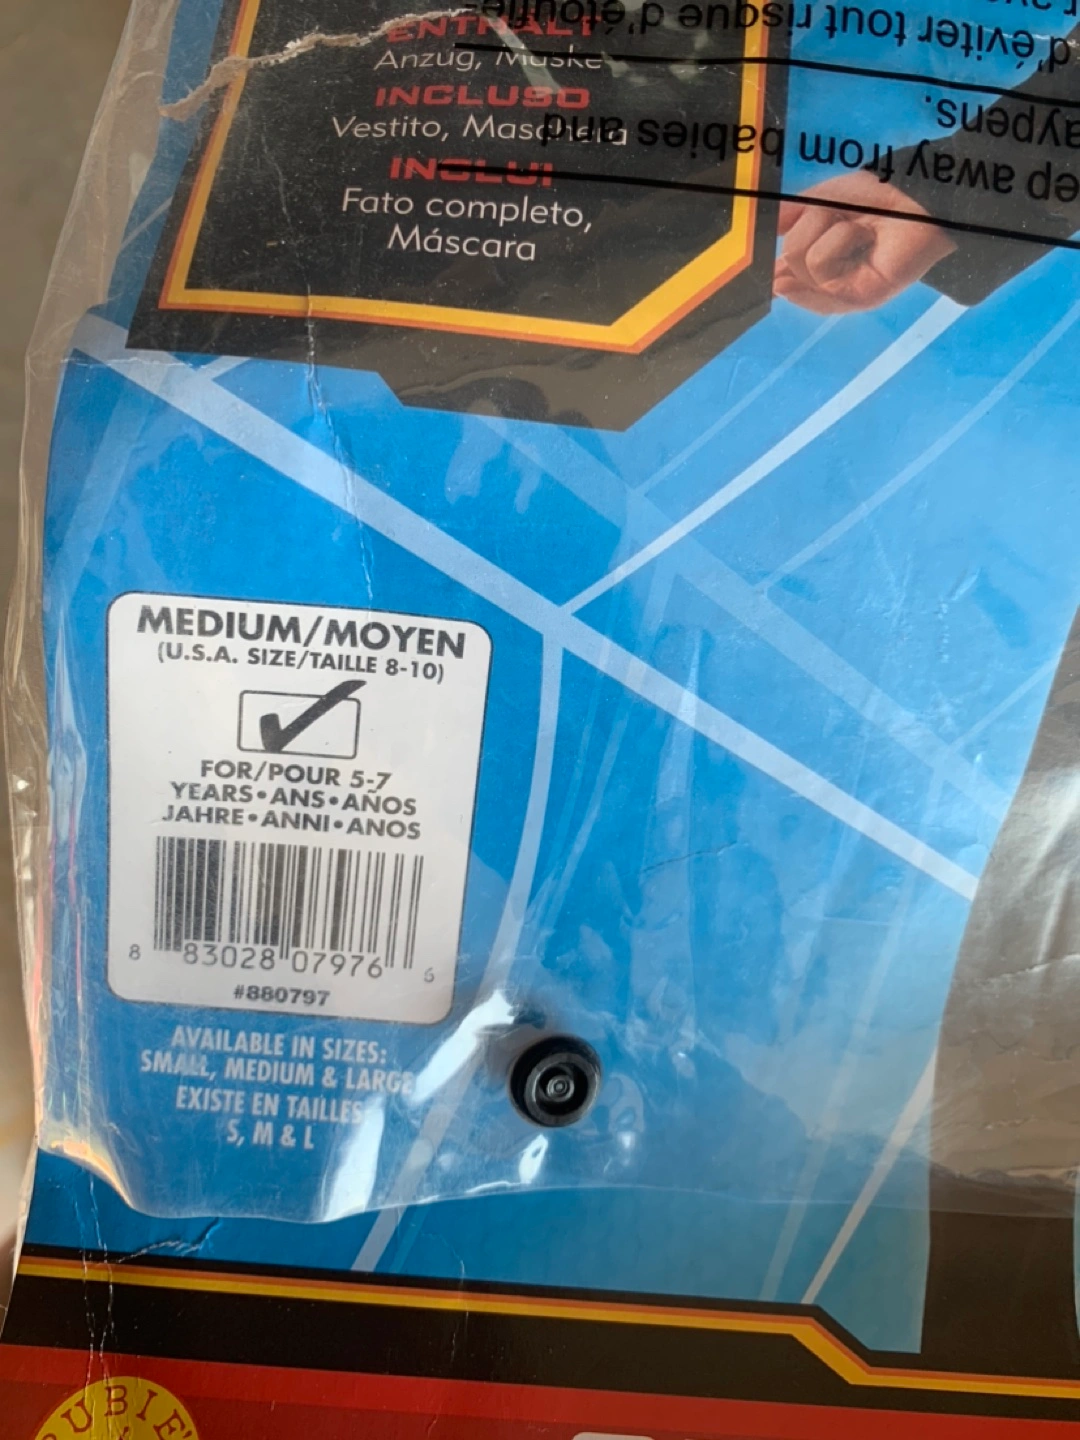 d'éviter tout risque d'étouffe-
aypens.
ep away from babies and
ENTHÄLT
Anzug, Maske
INCLUSO
Vestito, Maschera
INCLUI
Fato completo,
Máscara
MEDIUM/MOYEN
(U.S.A. SIZE/TAILLE 8-10)
FOR/POUR 5-7
YEARS•ANS•AÑOS
JAHRE•ANNI•ANOS
8 83028 07976 6
#880797
AVAILABLE IN SIZES:
SMALL, MEDIUM & LARGE
EXISTE EN TAILLES
S, M & L
RUBIE'S